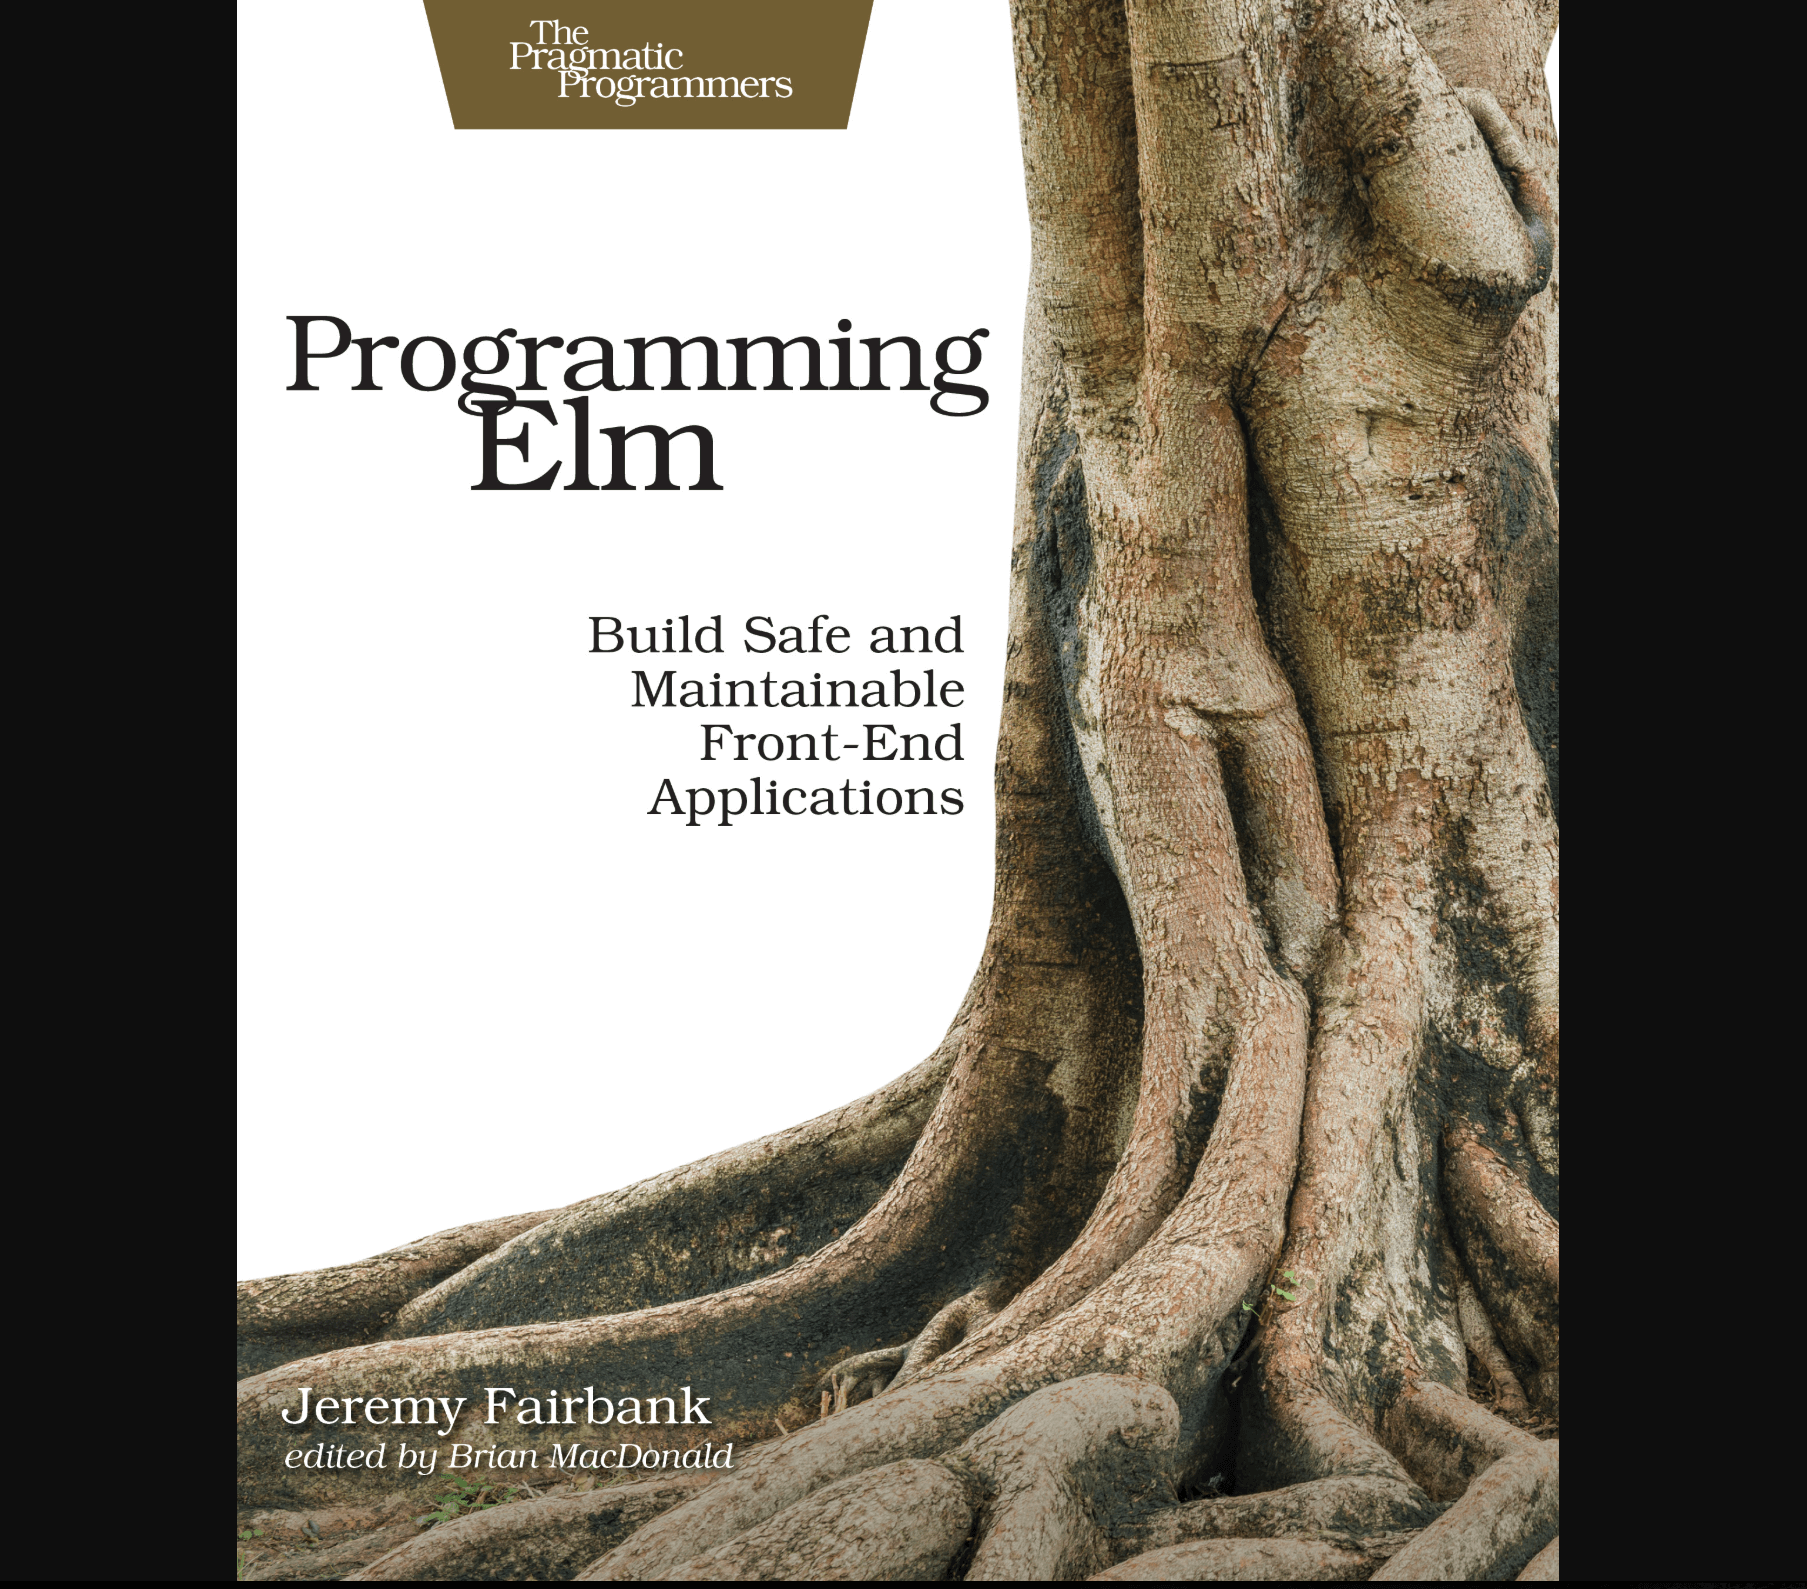 The
Pragmatic
Programmers
Programming
Elm
Build Safe and
Maintainable
Front-End
Applications
Jeremy Fairbank
edited by Brian MacDonald